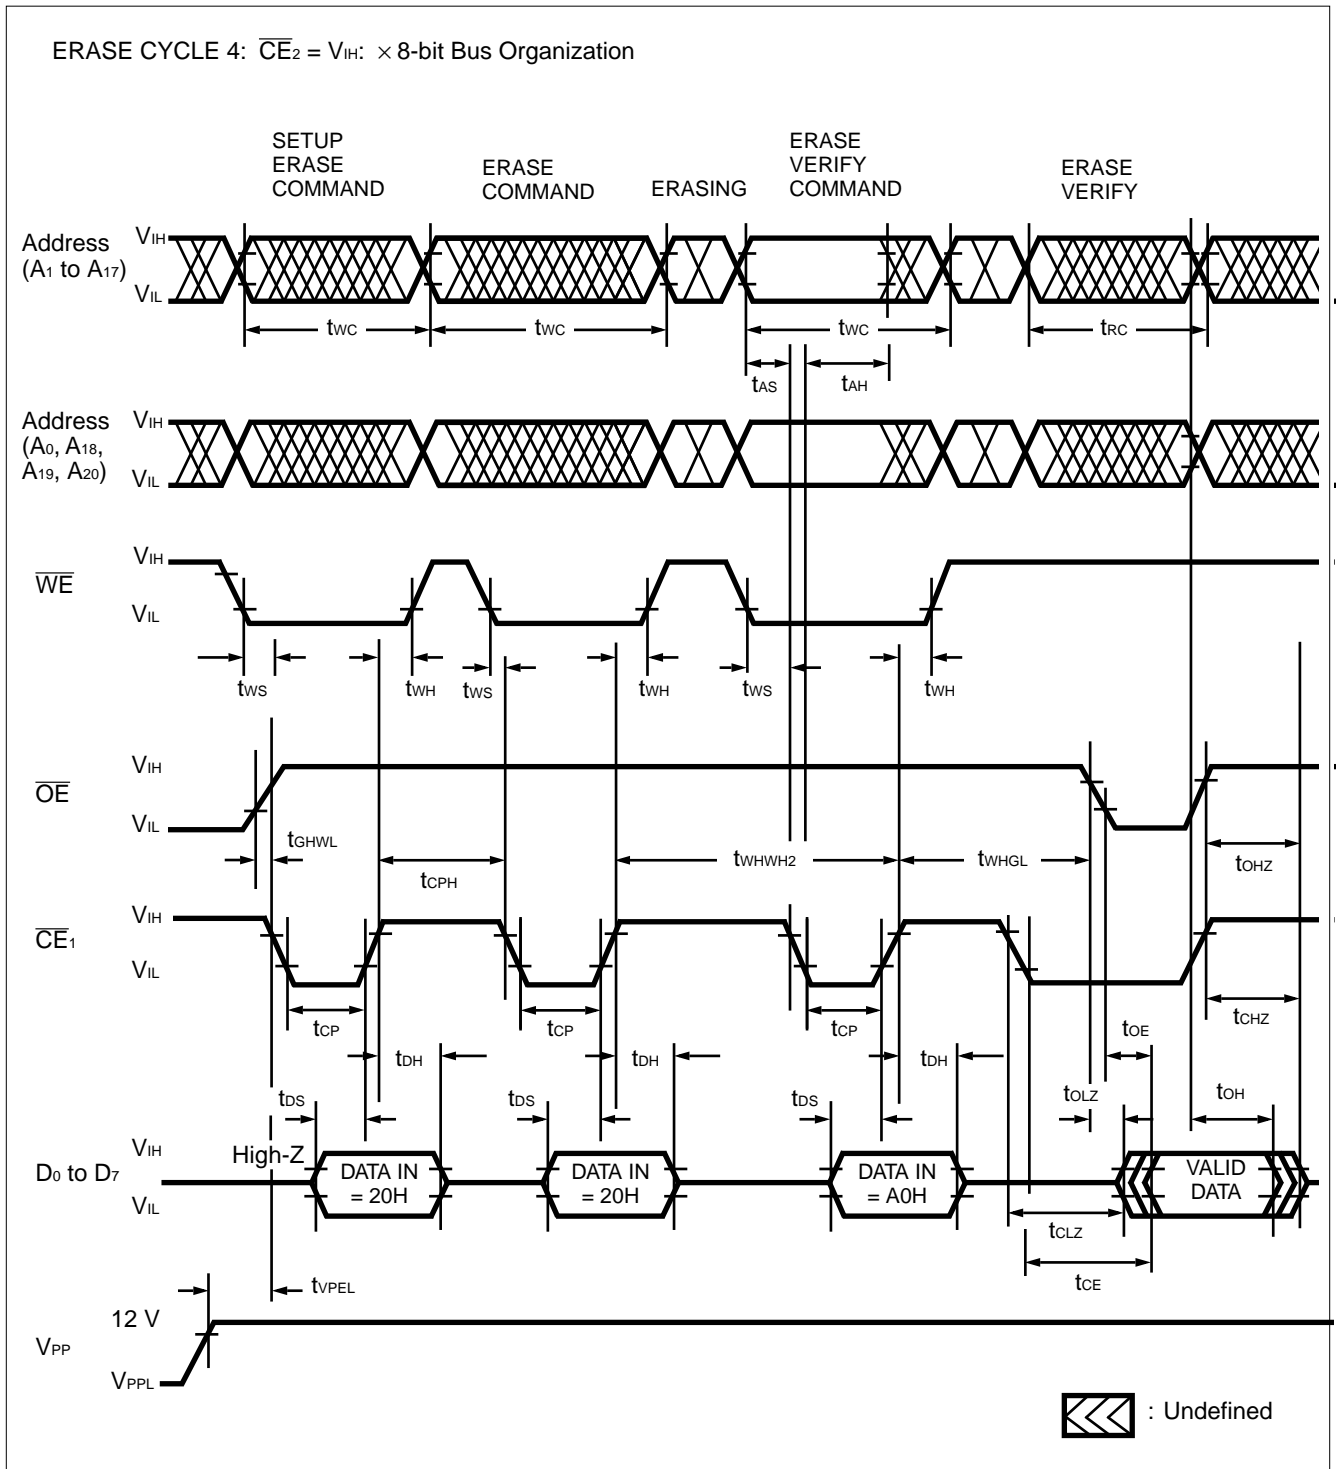 ERASE CYCLE 4: CE2 = VIH: × 8-bit Bus Organization
SETUP
ERASE
COMMAND
ERASE
COMMAND
ERASING
ERASE
VERIFY
COMMAND
ERASE
VERIFY
Address
(A1 to A17)
VIH
VIL
tWC
tWC
tWC
tRC
tAS
tAH
Address
(A0, A18,
A19, A20)
VIH
VIL
WE
VIH
VIL
tWS
tWH
tWS
tWH
tWS
tWH
OE
VIH
VIL
tGHWL
tCPH
tWHWH2
tWHGL
tOHZ
CE1
VIH
VIL
tCP
tCP
tCP
tCHZ
tOE
tDH
tDH
tDH
tDS
tDS
tDS
tOLZ
tOH
D0 to D7
VIH
VIL
High-Z
DATA IN
= 20H
DATA IN
= 20H
DATA IN
= A0H
VALID
DATA
tCLZ
tCE
tVPEL
VPP
12 V
VPPL
: Undefined